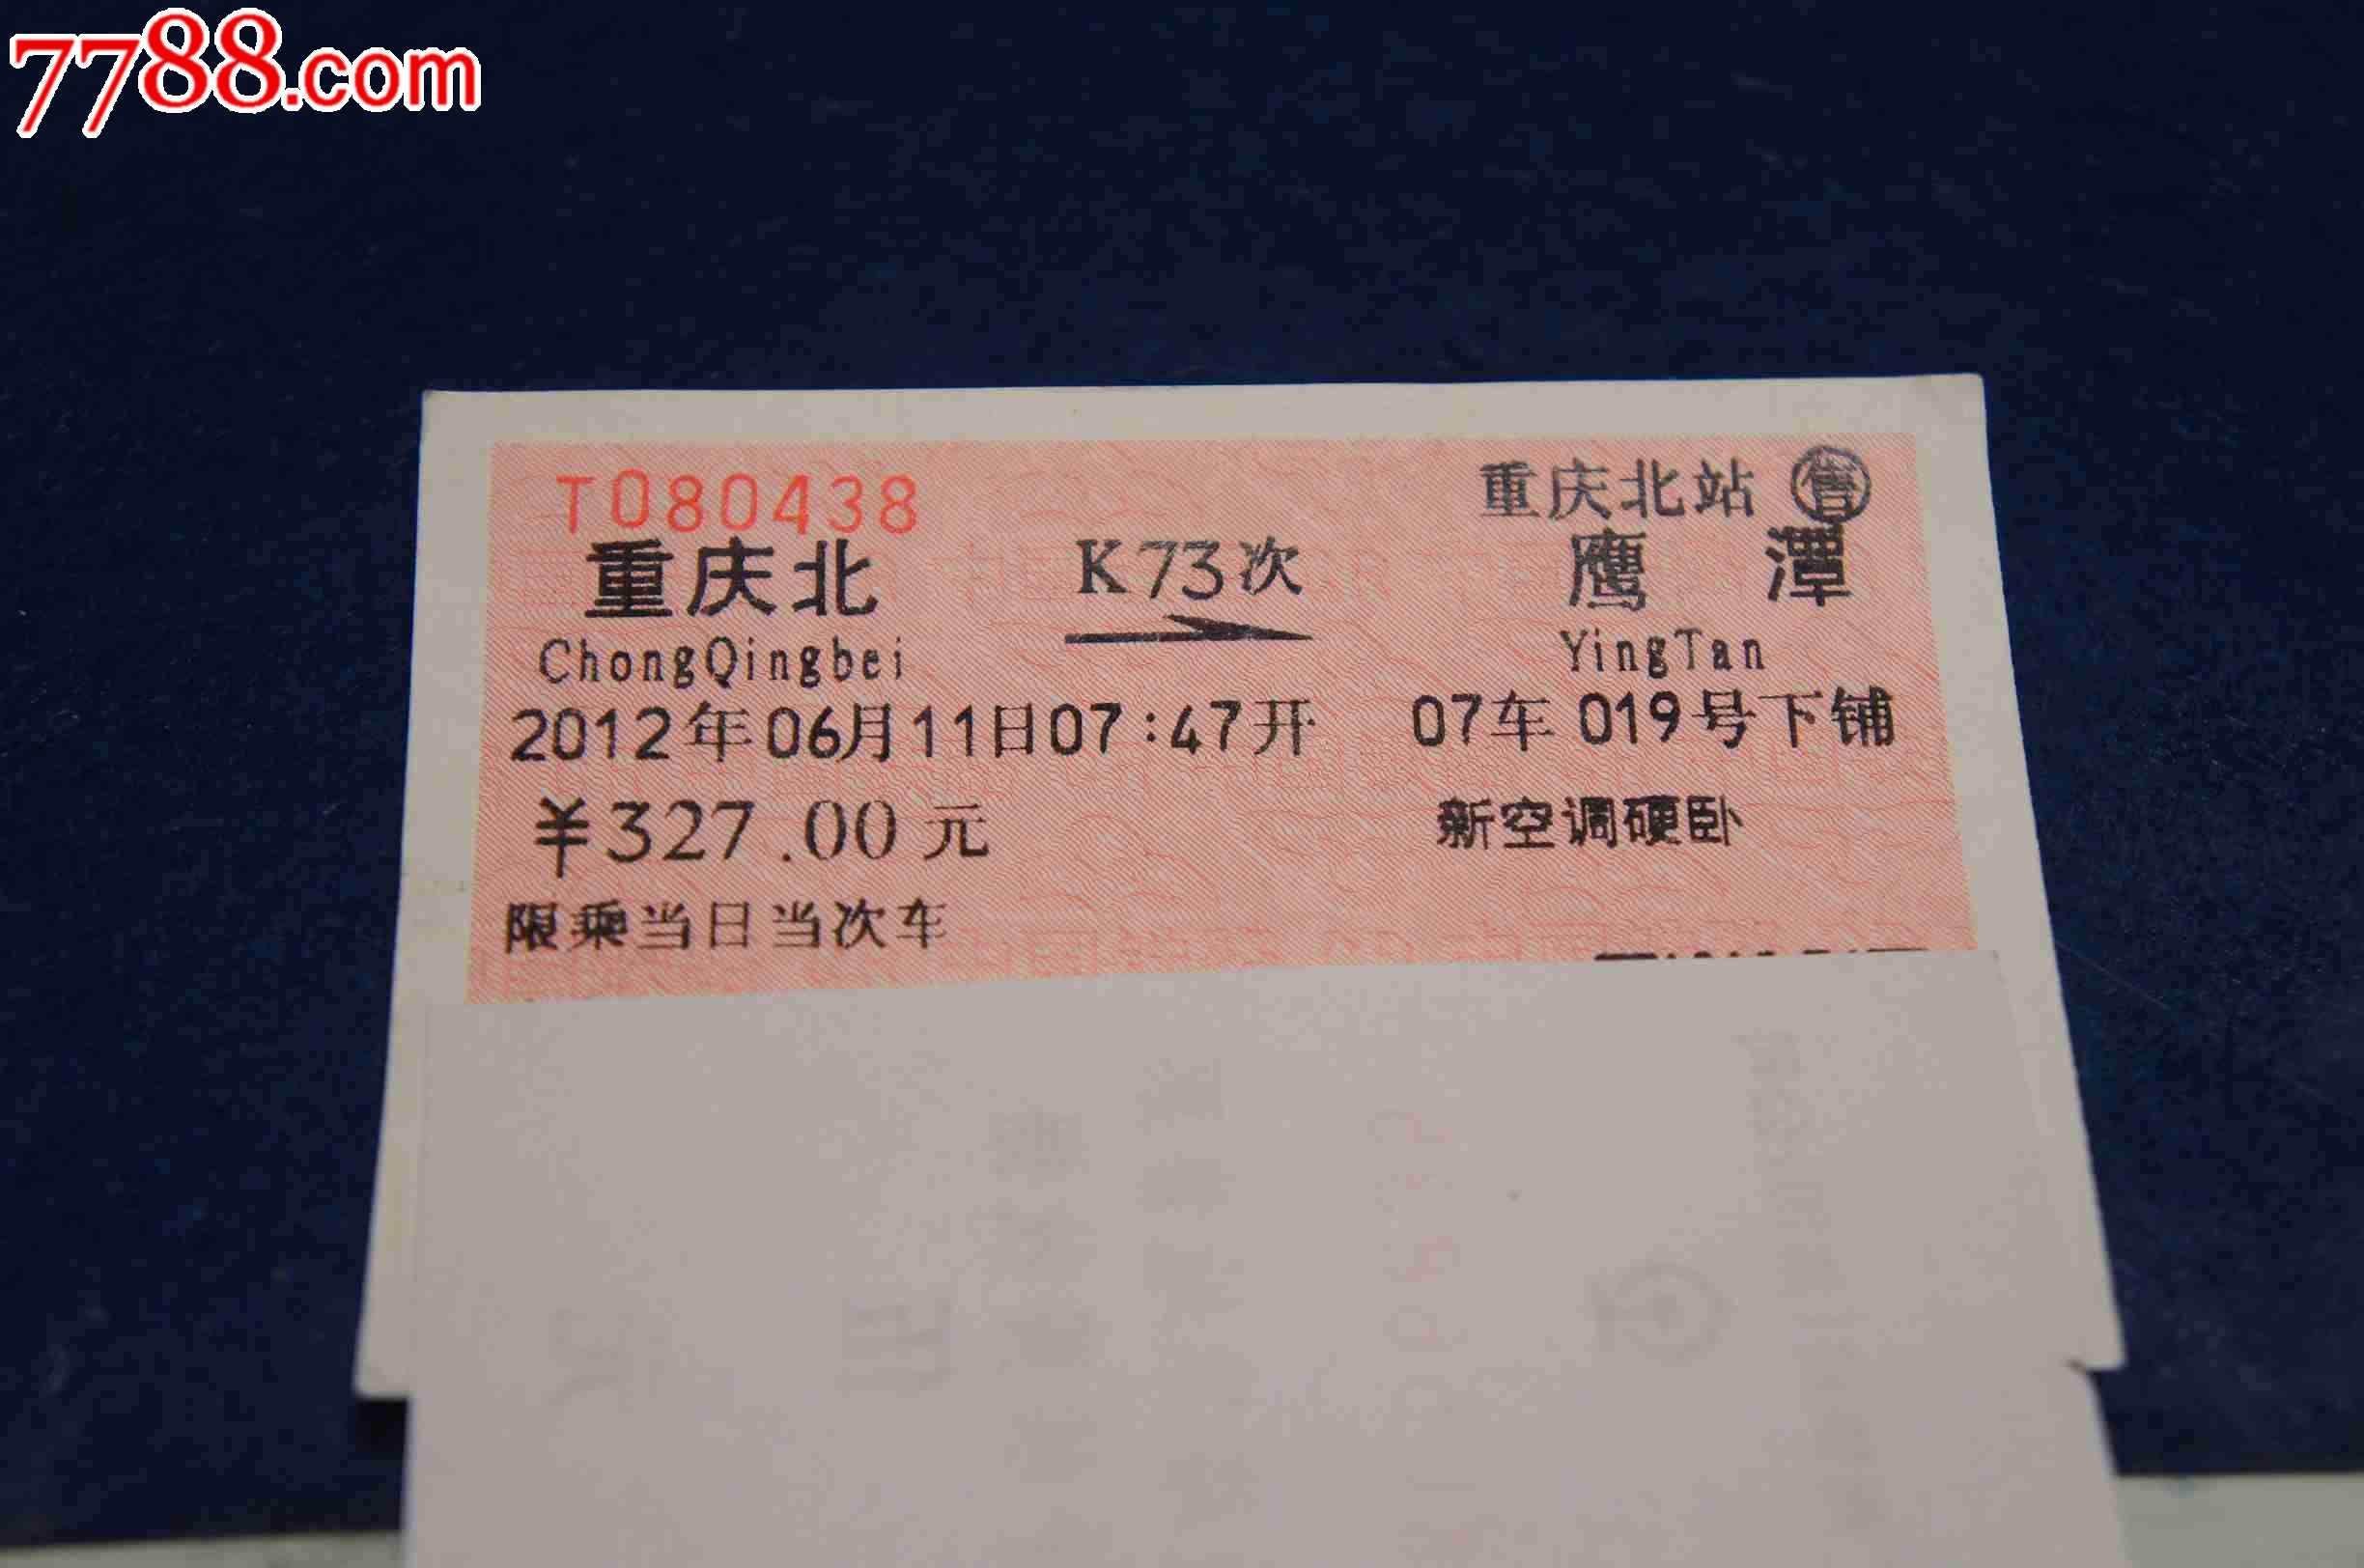 7788.com
T080438
重庆北站 售
重庆北 K73次 鹰潭
ChongQingbei YingTan
2012年06月11日07:47开 07车 019号下铺
¥327.00元 新空调硬卧
限乘当日当次车